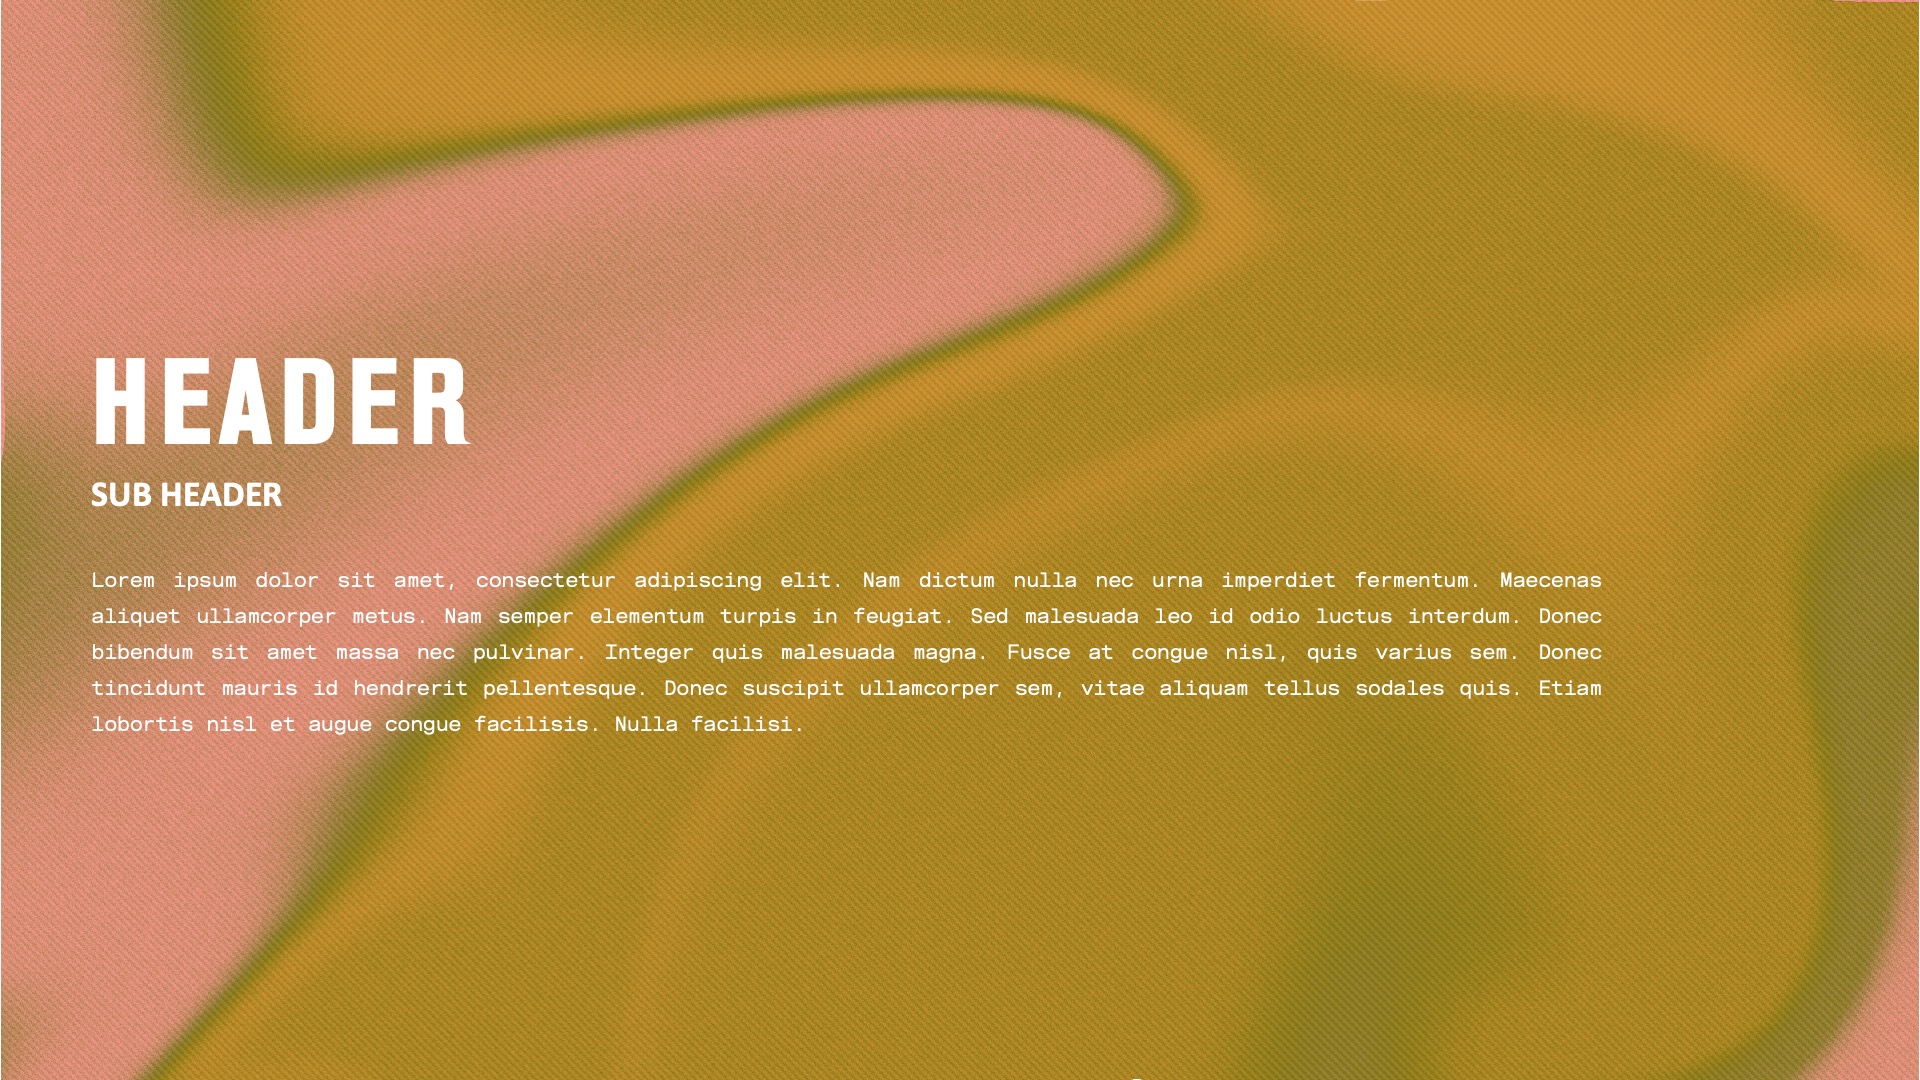 HEADER
SUB HEADER
Lorem ipsum dolor sit amet, consectetur adipiscing elit. Nam dictum nulla nec urna imperdiet fermentum. Maecenas
aliquet ullamcorper metus. Nam semper elementum turpis in feugiat. Sed malesuada leo id odio luctus interdum. Donec
bibendum sit amet massa nec pulvinar. Integer quis malesuada magna. Fusce at congue nisl, quis varius sem. Donec
tincidunt mauris id hendrerit pellentesque. Donec suscipit ullamcorper sem, vitae aliquam tellus sodales quis. Etiam
lobortis nisl et augue congue facilisis. Nulla facilisi.